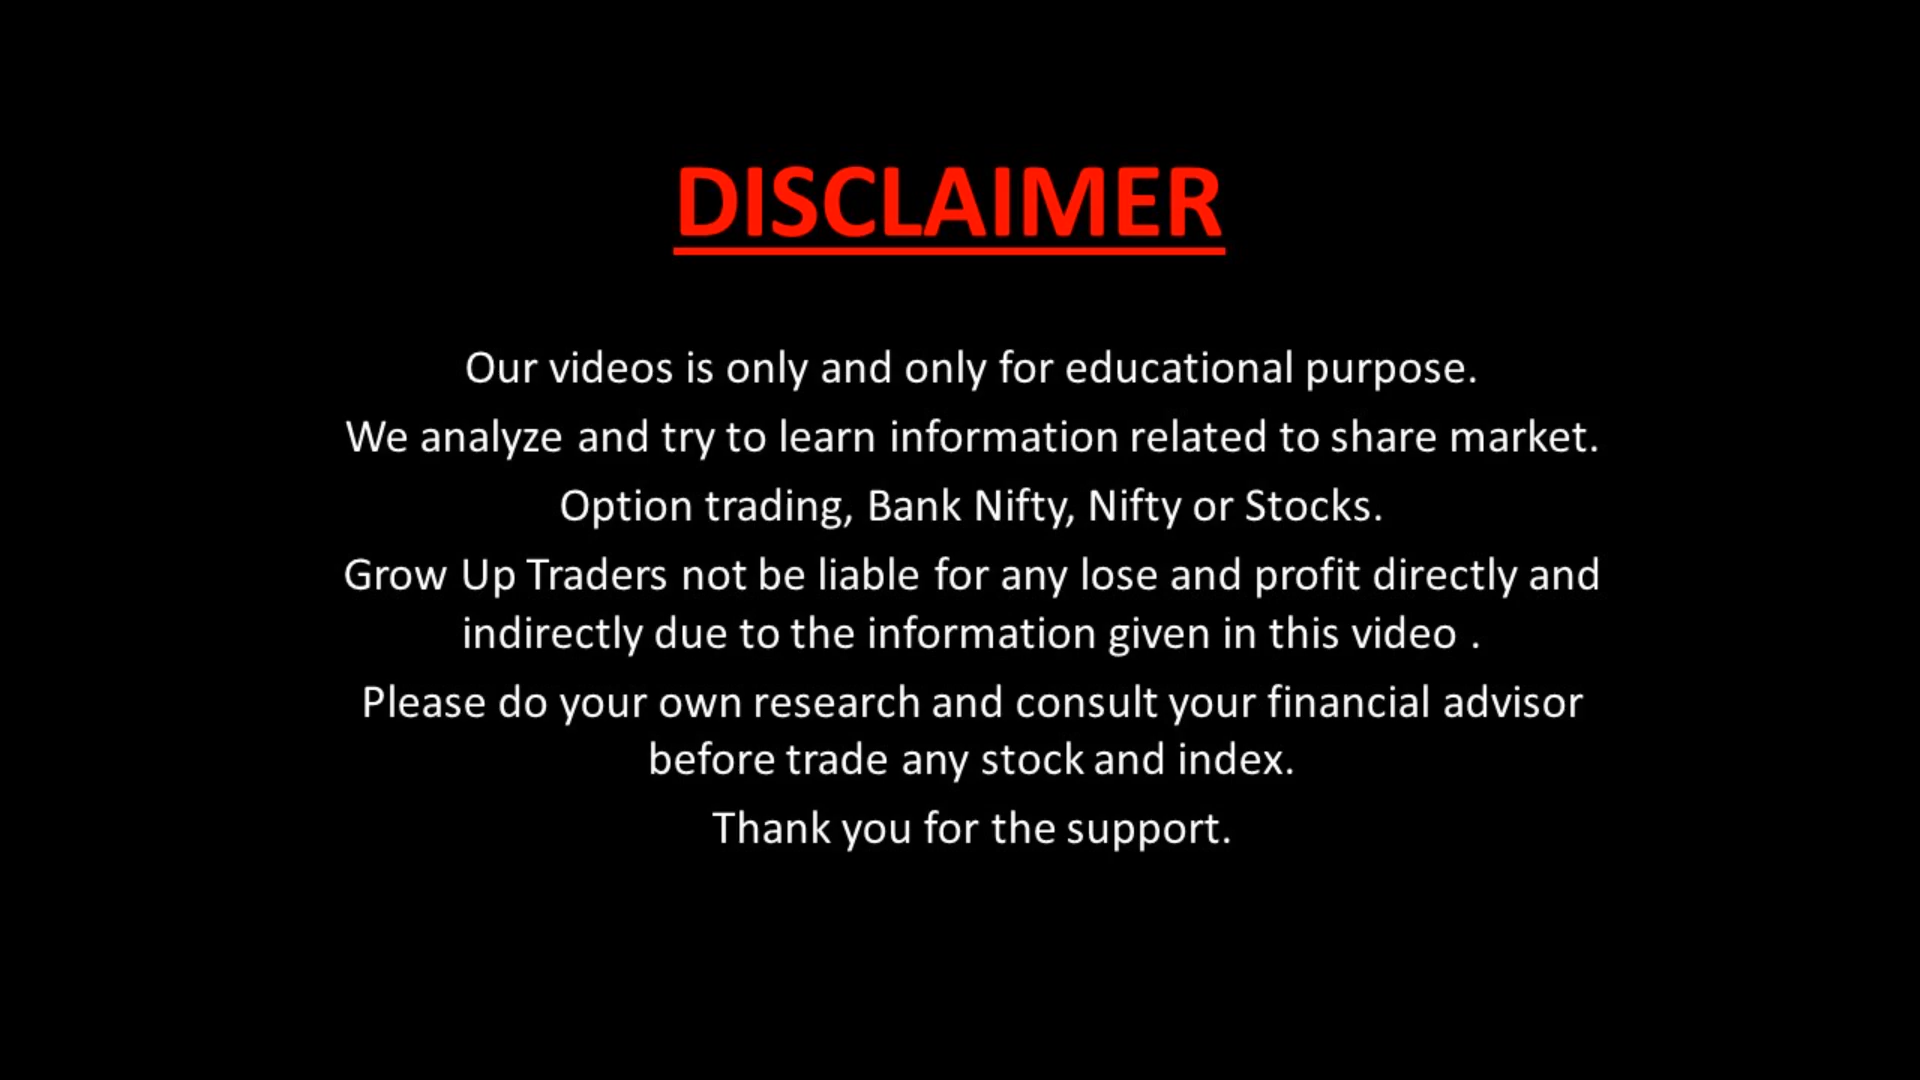 DISCLAIMER
Our videos is only and only for educational purpose.
We analyze and try to learn information related to share market.
Option trading, Bank Nifty, Nifty or Stocks.
Grow Up Traders not be liable for any lose and profit directly and
indirectly due to the information given in this video .
Please do your own research and consult your financial advisor
before trade any stock and index.
Thank you for the support.